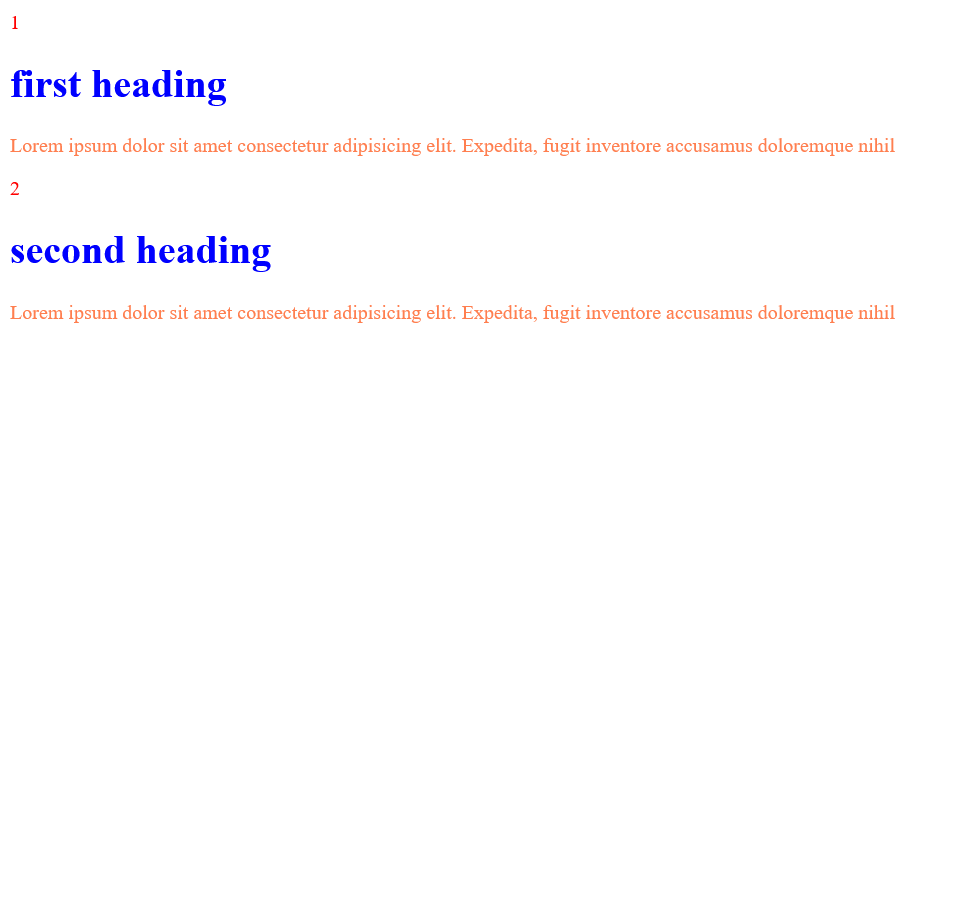 1
first heading
Lorem ipsum dolor sit amet consectetur adipisicing elit. Expedita, fugit inventore accusamus doloremque nihil
2
second heading
Lorem ipsum dolor sit amet consectetur adipisicing elit. Expedita, fugit inventore accusamus doloremque nihil